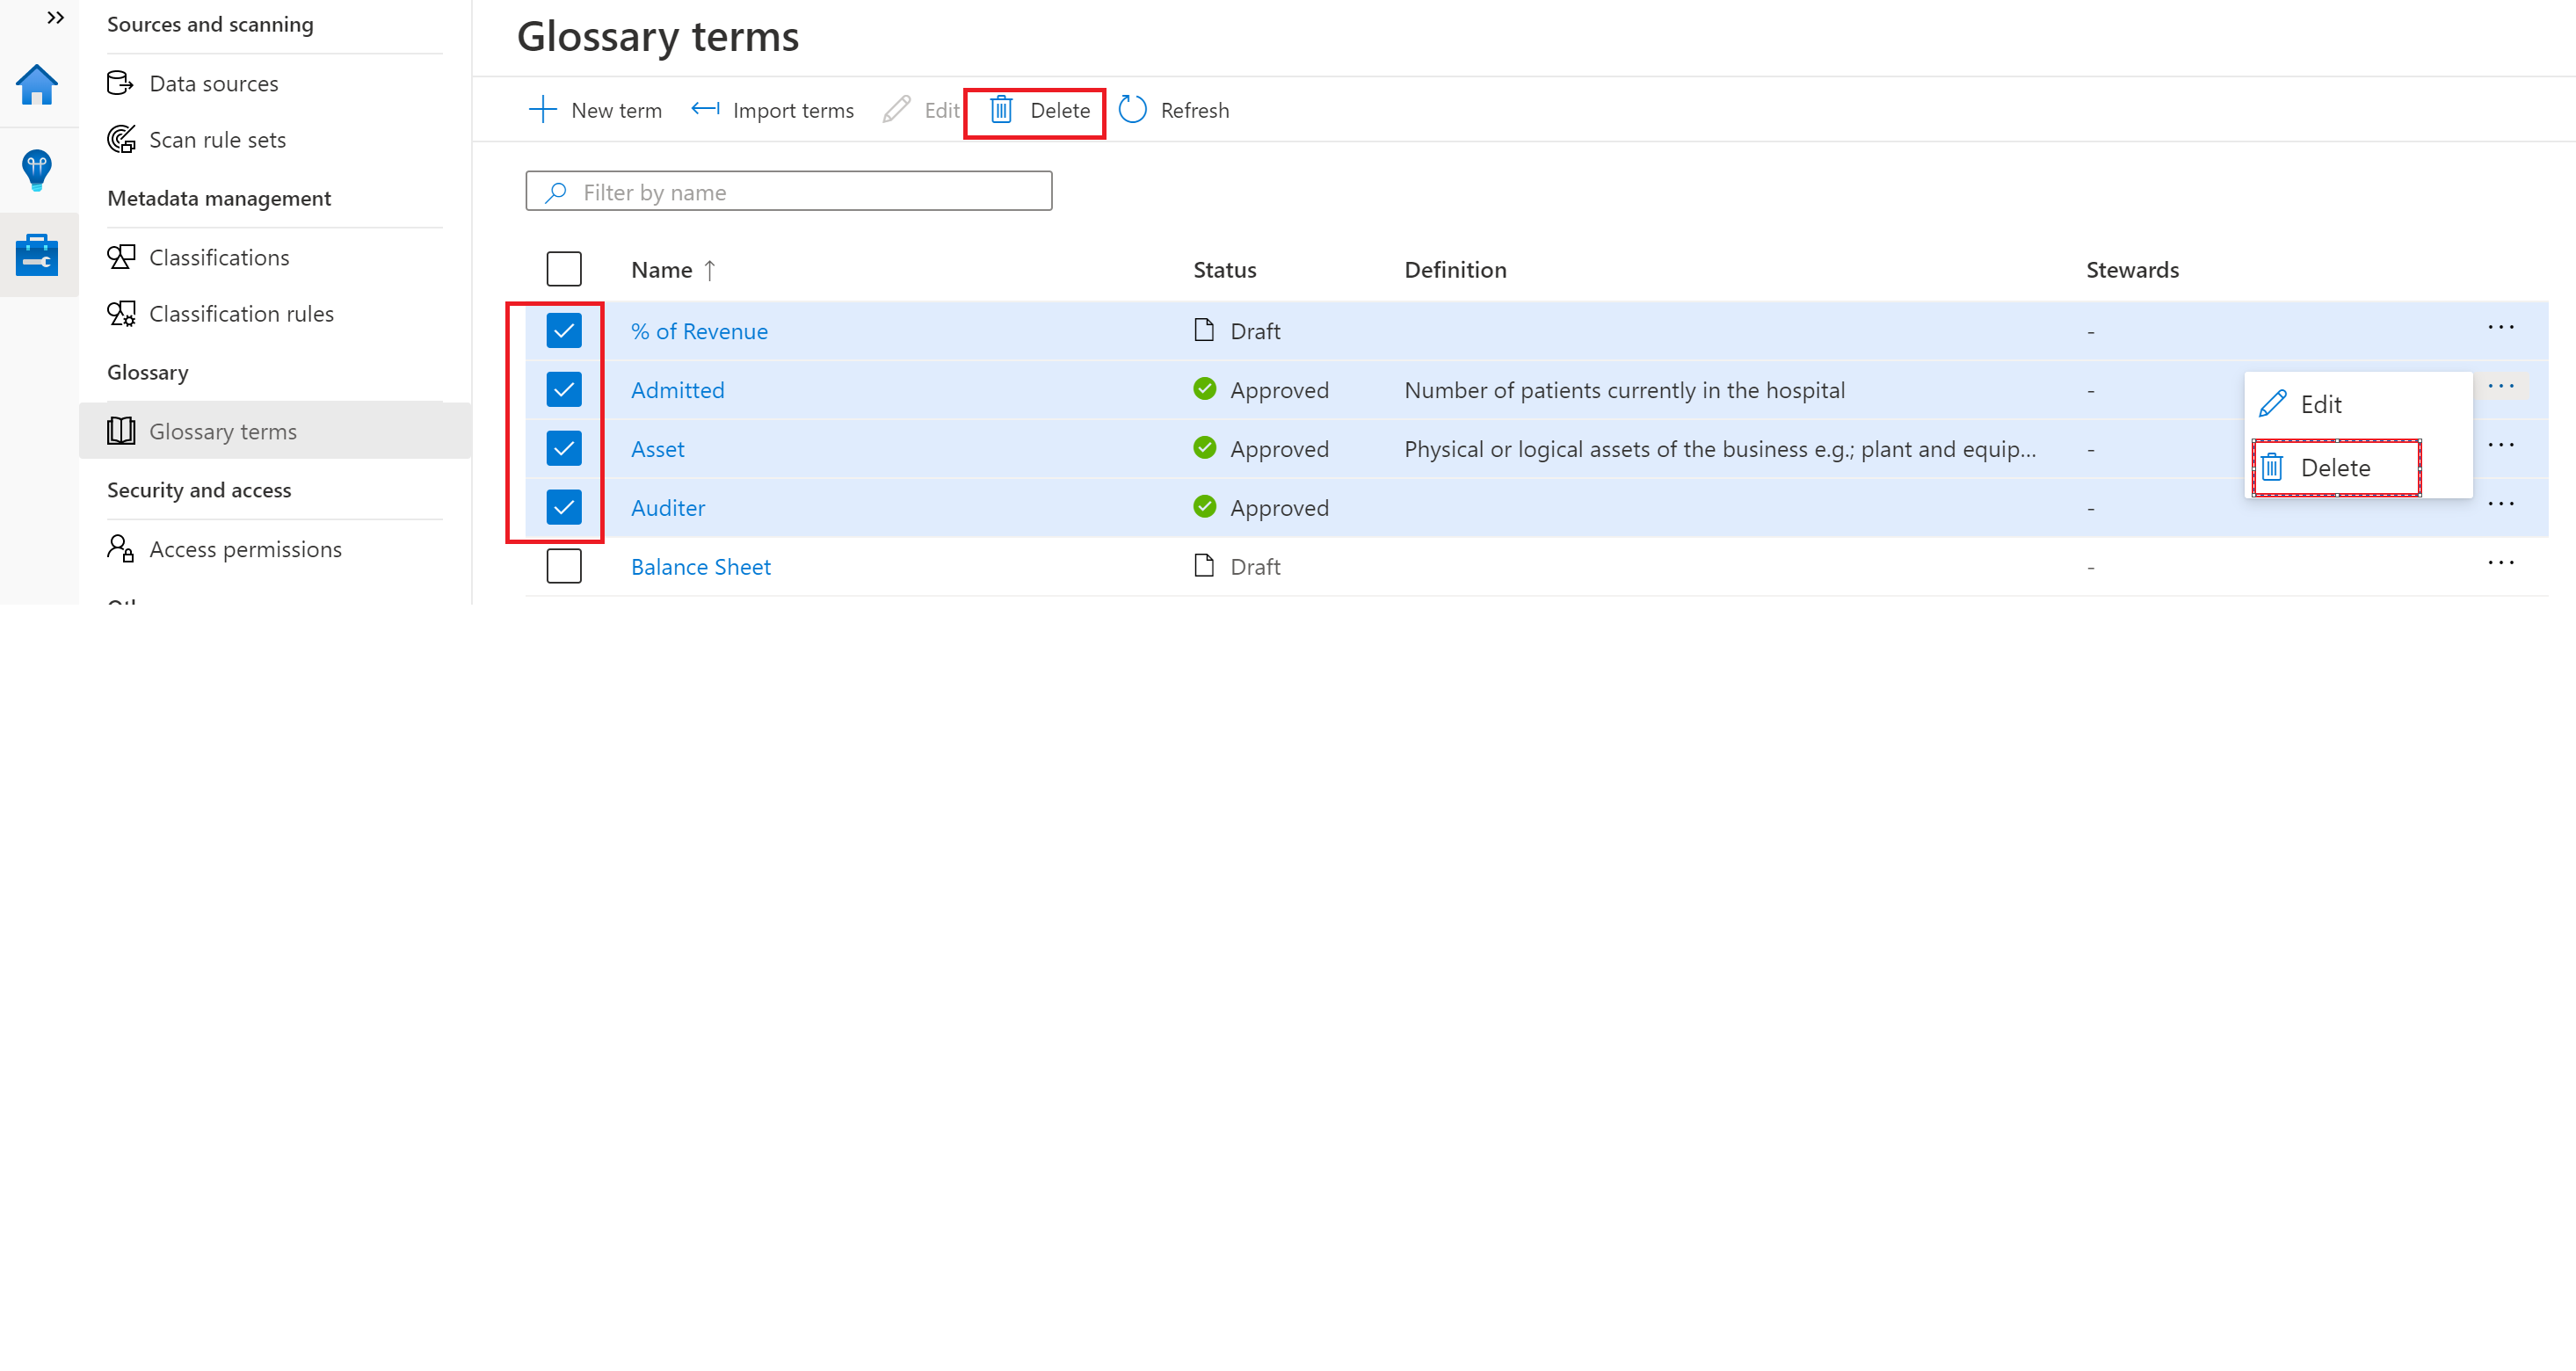 Sources and scanning
Data sources
Scan rule sets
Metadata management
Classifications
Classification rules
Glossary
Glossary terms
Security and access
Access permissions
Glossary terms
New term Import terms Edit Delete Refresh
Filter by name
Name ↑ Status Definition Stewards
% of Revenue Draft - ...
Admitted Approved Number of patients currently in the hospital - ...
Asset Approved Physical or logical assets of the business e.g.; plant and equip... - ...
Auditer Approved - ...
Balance Sheet Draft - ...
Edit
Delete